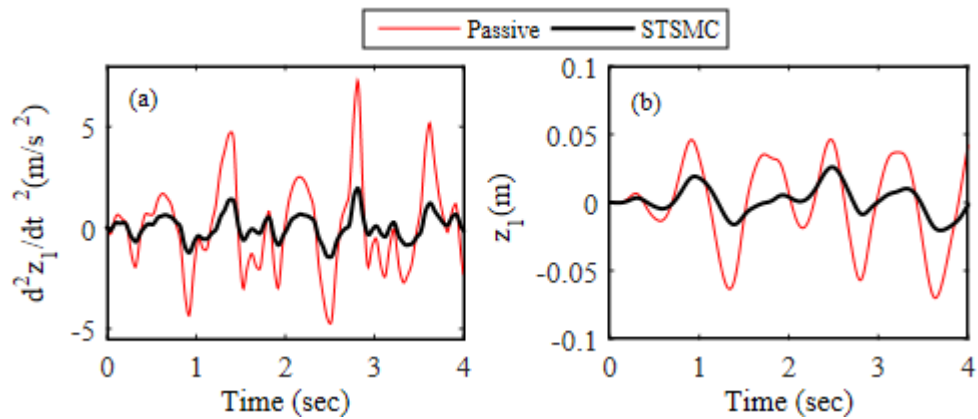 Passive STSMC
(a)
d²z₁/dt ²(m/s ²)
5
0
-5
0 1 2 3 4
Time (sec)
(b)
z₁(m)
0.1
0.05
0
-0.05
-0.1
0 1 2 3 4
Time (sec)